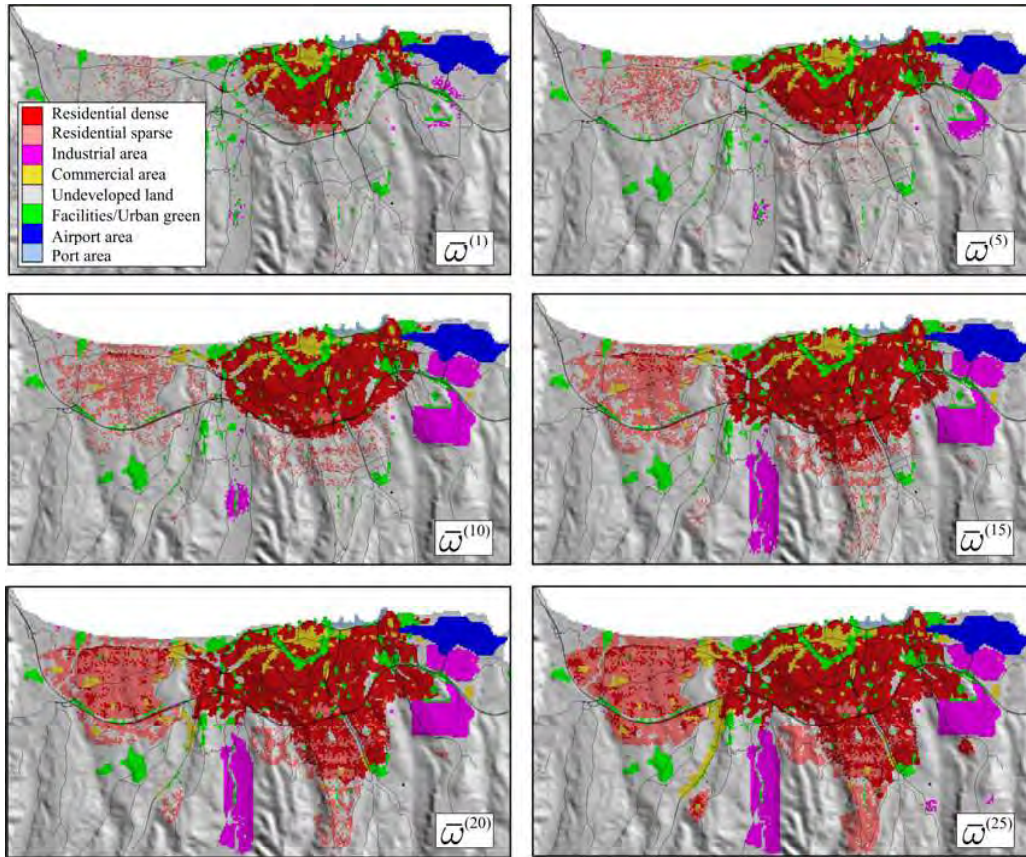 Residential dense
Residential sparse
Industrial area
Commercial area
Undeveloped land
Facilities/Urban green
Airport area
Port area
ϖ̅⁽¹⁾
ϖ̅⁽⁵⁾
ϖ̅⁽¹⁰⁾
ϖ̅⁽¹⁵⁾
ϖ̅⁽²⁰⁾
ϖ̅⁽²⁵⁾